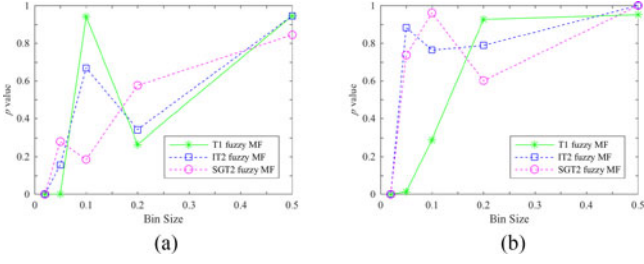 1
0.8
0.6
0.4
0.2
0
p value
T1 fuzzy MF
IT2 fuzzy MF
SGT2 fuzzy MF
0 0.1 0.2 0.3 0.4 0.5
Bin Size
(a)
1
0.8
0.6
0.4
0.2
0
p value
T1 fuzzy MF
IT2 fuzzy MF
SGT2 fuzzy MF
0 0.1 0.2 0.3 0.4 0.5
Bin Size
(b)